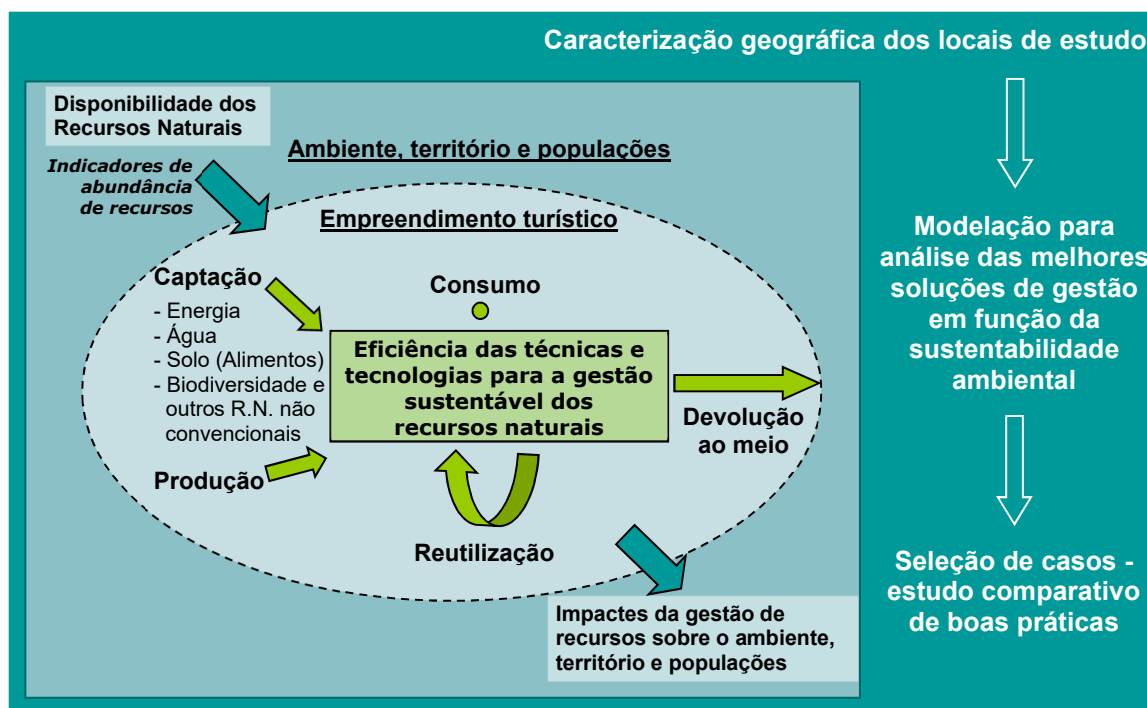 Caracterização geográfica dos locais de estudo
Disponibilidade dos
Recursos Naturais
Indicadores de
abundância
de recursos
Ambiente, território e populações
Empreendimento turístico
Captação
- Energia
- Água
- Solo (Alimentos)
- Biodiversidade e
outros R.N. não
convencionais
Produção
Consumo
Eficiência das técnicas e
tecnologias para a gestão
sustentável dos
recursos naturais
Devolução
ao meio
Reutilização
Impactes da gestão de
recursos sobre o ambiente,
território e populações
Modelação para
análise das melhores
soluções de gestão
em função da
sustentabilidade
ambiental
Seleção de casos -
estudo comparativo
de boas práticas